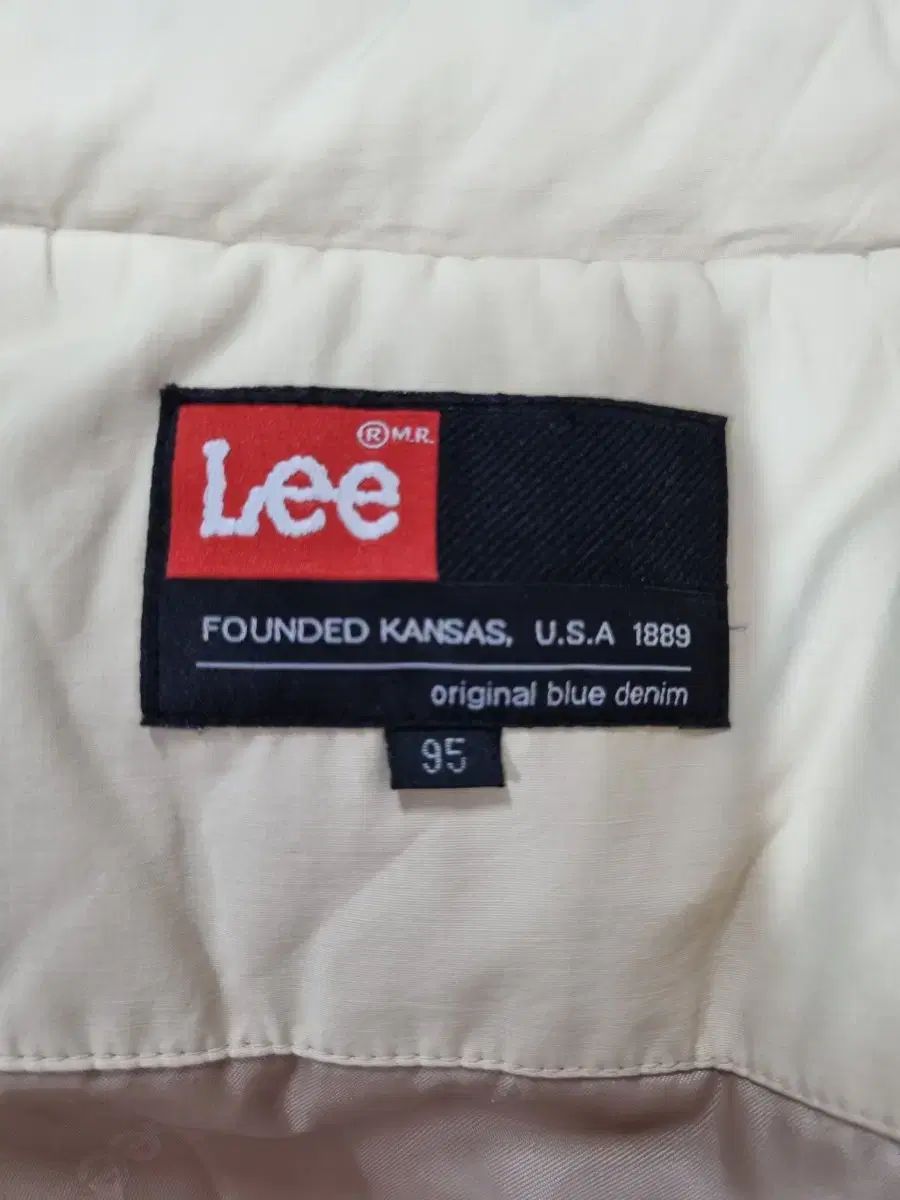 ® M.R.
Lee
FOUNDED KANSAS, U.S.A 1889
original blue denim
95